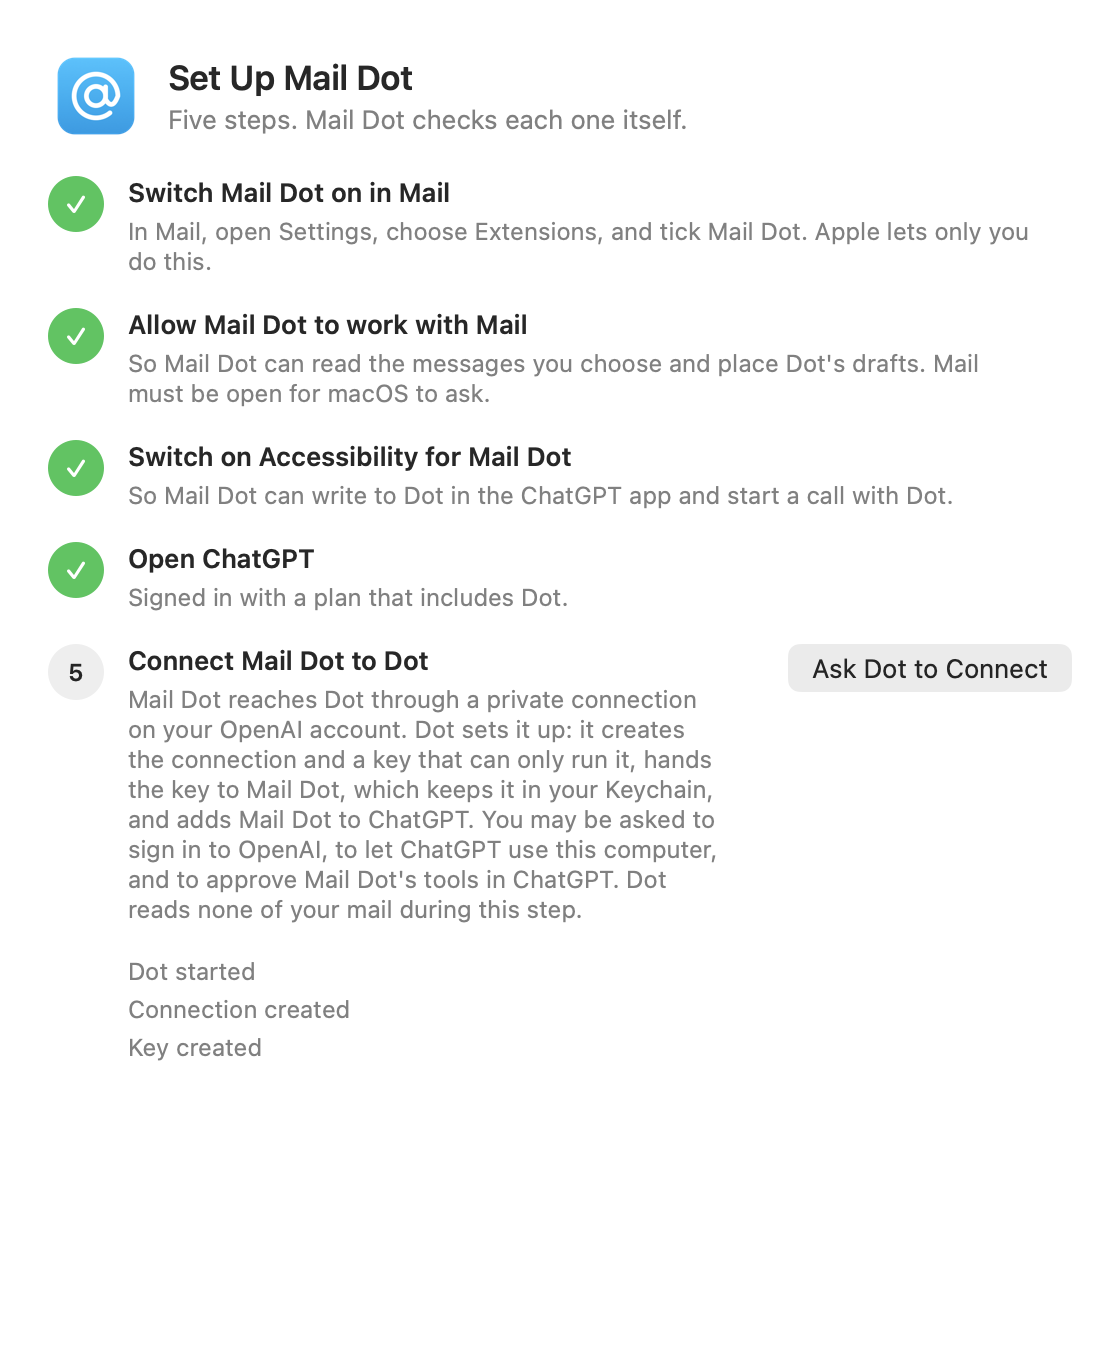 Set Up Mail Dot
Five steps. Mail Dot checks each one itself.
Switch Mail Dot on in Mail
In Mail, open Settings, choose Extensions, and tick Mail Dot. Apple lets only you
do this.
Allow Mail Dot to work with Mail
So Mail Dot can read the messages you choose and place Dot's drafts. Mail
must be open for macOS to ask.
Switch on Accessibility for Mail Dot
So Mail Dot can write to Dot in the ChatGPT app and start a call with Dot.
Open ChatGPT
Signed in with a plan that includes Dot.
5
Connect Mail Dot to Dot
Ask Dot to Connect
Mail Dot reaches Dot through a private connection
on your OpenAI account. Dot sets it up: it creates
the connection and a key that can only run it, hands
the key to Mail Dot, which keeps it in your Keychain,
and adds Mail Dot to ChatGPT. You may be asked to
sign in to OpenAI, to let ChatGPT use this computer,
and to approve Mail Dot's tools in ChatGPT. Dot
reads none of your mail during this step.
Dot started
Connection created
Key created